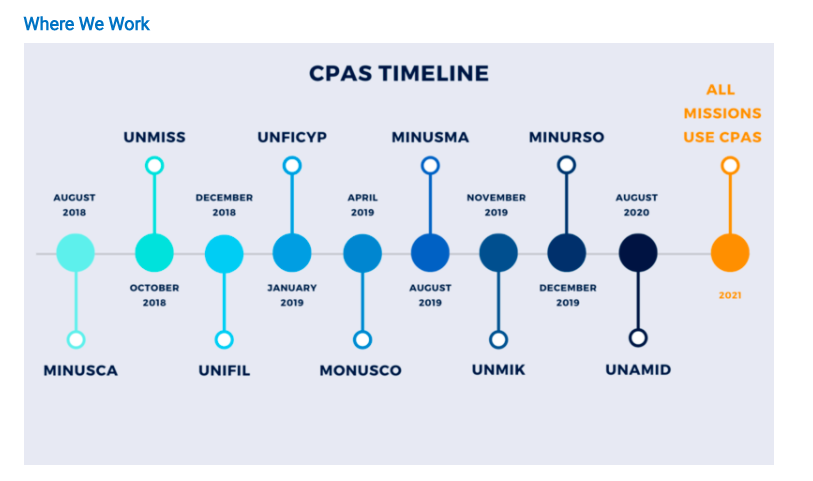 Where We Work
CPAS TIMELINE
ALL
MISSIONS
USE CPAS
UNMISS
UNFICYP
MINUSMA
MINURSO
AUGUST
2018
DECEMBER
2018
APRIL
2019
NOVEMBER
2019
AUGUST
2020
OCTOBER
2018
JANUARY
2019
AUGUST
2019
DECEMBER
2019
2021
MINUSCA
UNIFIL
MONUSCO
UNMIK
UNAMID